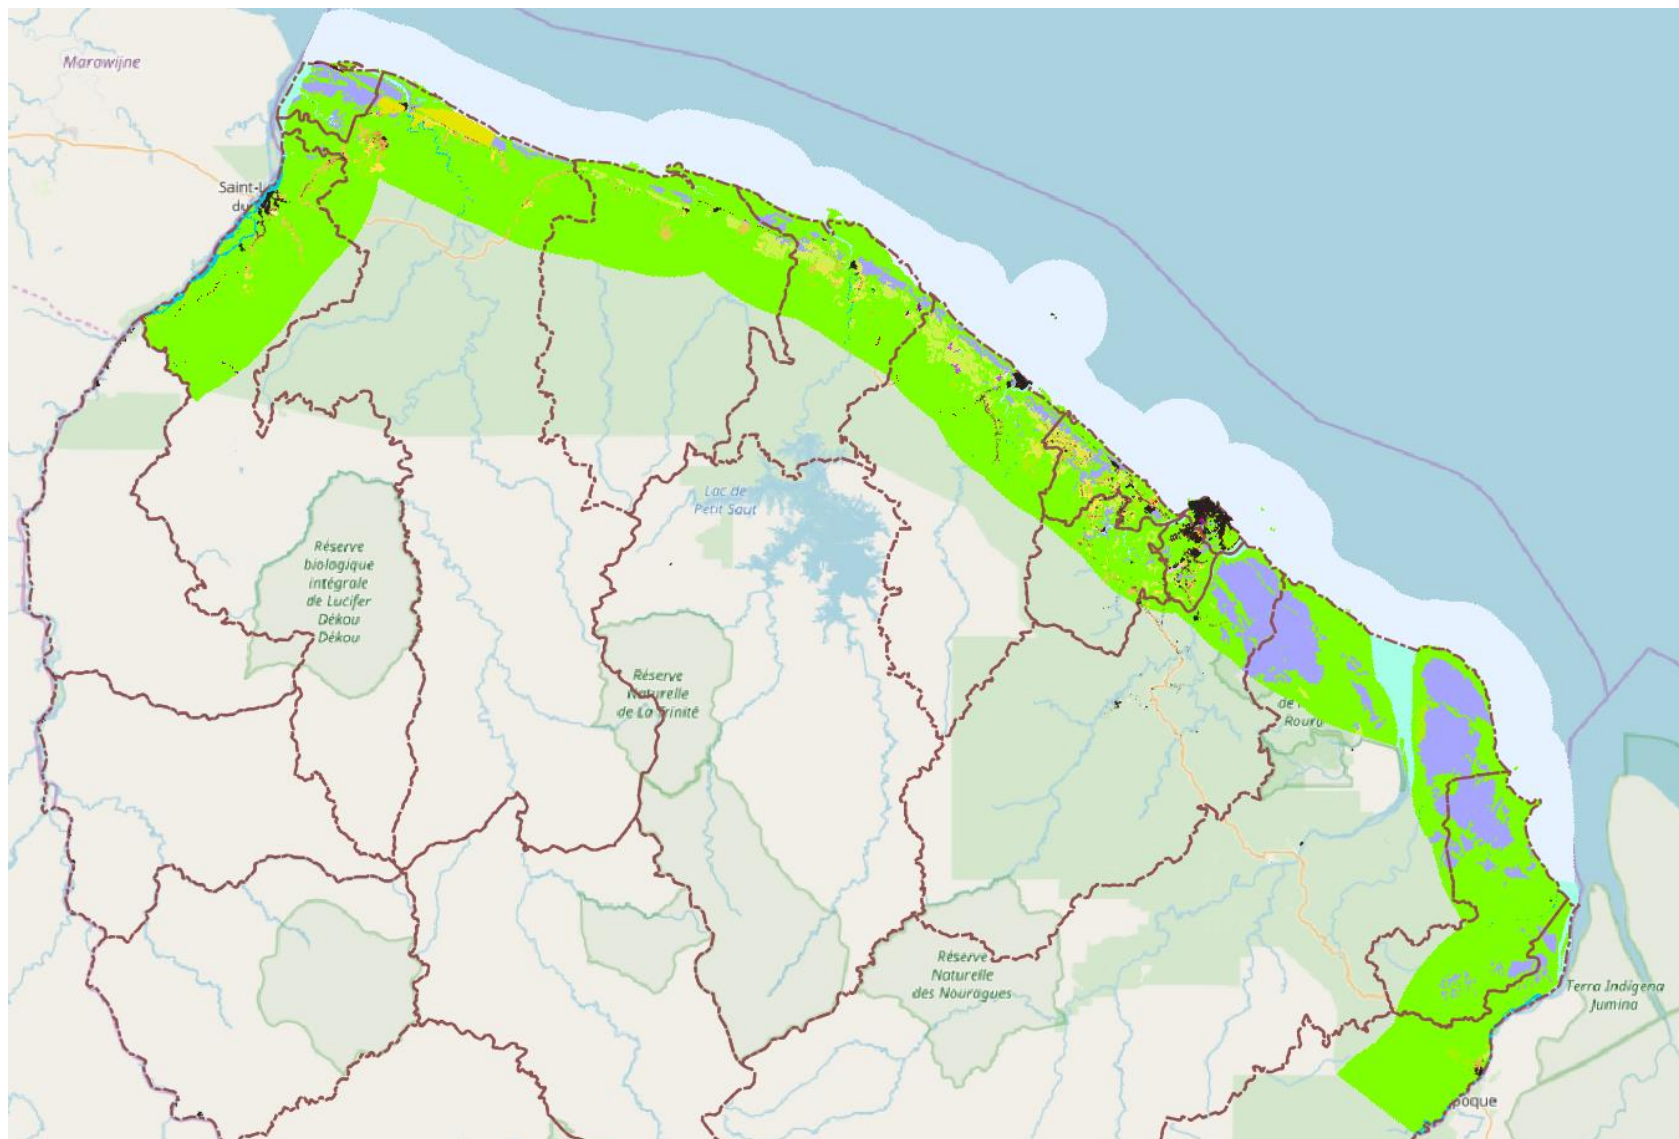 Marowijne
Saint-L
du
Lac de
Petit Saut
Réserve
biologique
intégrale
de Lucifer
Dékou
Dékou
Réserve
Naturelle
de La Trinité
de
Roura
Réserve
Naturelle
des Nouragues
Terra Indígena
Jumina
poque